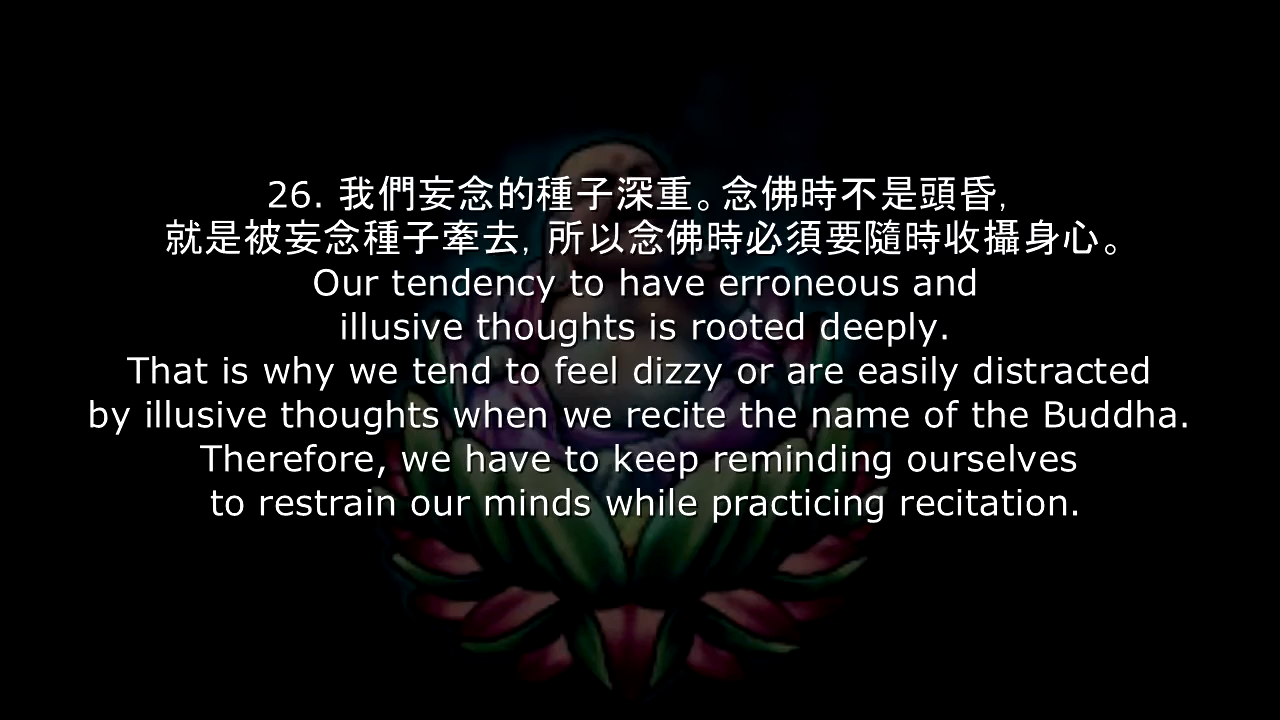 26. 我們妄念的種子深重。念佛時不是頭昏,
就是被妄念種子牽去, 所以念佛時必須要隨時收攝身心。
Our tendency to have erroneous and
illusive thoughts is rooted deeply.
That is why we tend to feel dizzy or are easily distracted
by illusive thoughts when we recite the name of the Buddha.
Therefore, we have to keep reminding ourselves
to restrain our minds while practicing recitation.